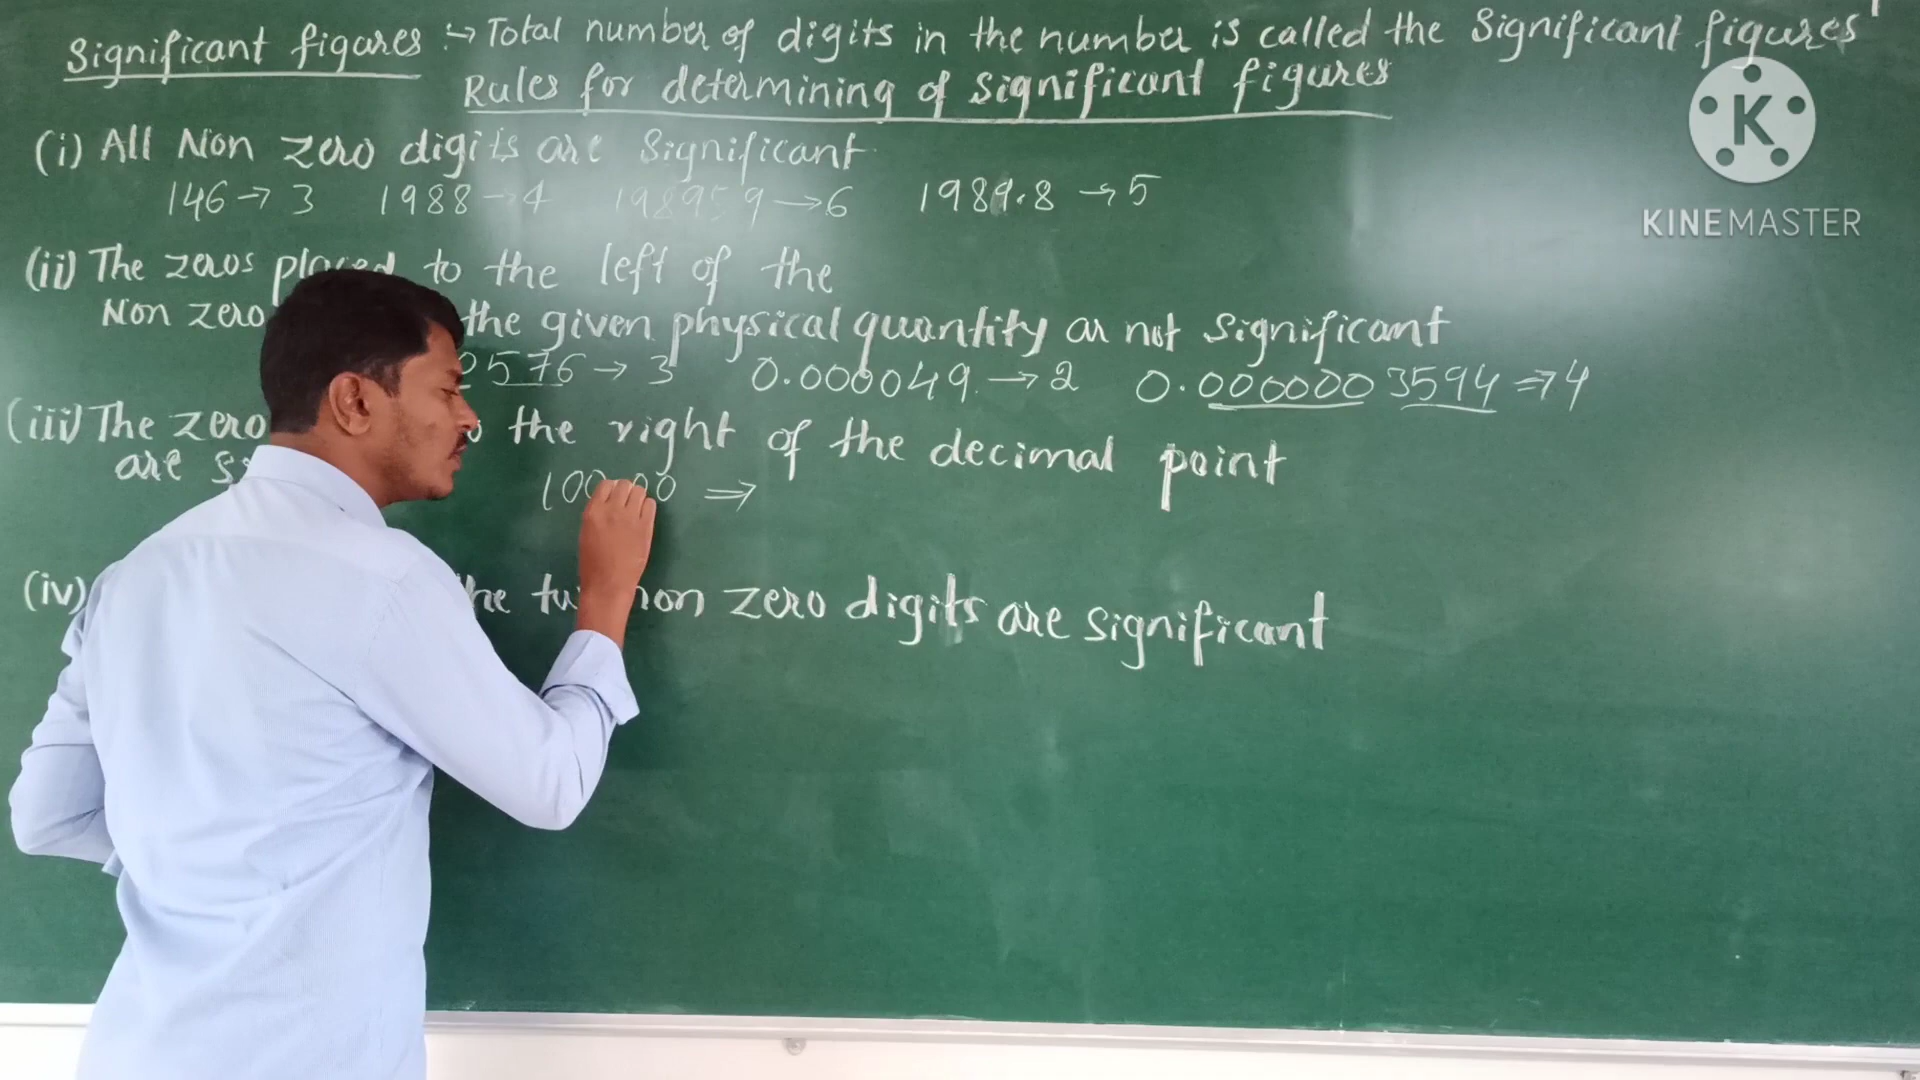 Significant figares :→ Total number of digits in the number is called the Significant figures'
Rules for determining of significant figures
(i) All Non zero digits are Significant
146 → 3 1988 → 4 198959 → 6 1989.8 → 5
(ii) The zeros placed to the left of the
Non zero the given physical quantity are not significant
2576 → 3 0.000049 → 2 0.0000003594 ⇒ 4
(iii) The zero the right of the decimal point
are
⇒
(iv) the non zero digits are significant
K
KINEMASTER